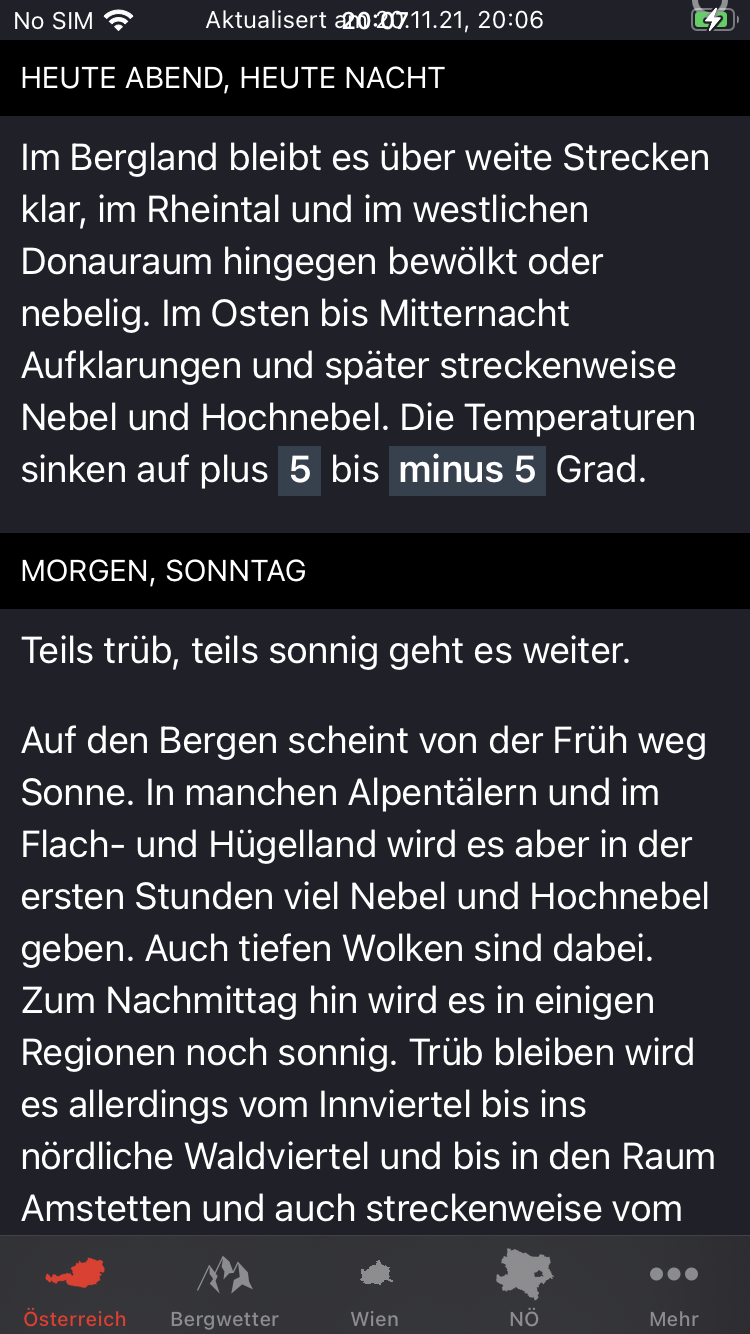 No SIM
Aktualisert am 20.11.21, 20:06
20:07
HEUTE ABEND, HEUTE NACHT
Im Bergland bleibt es über weite Strecken
klar, im Rheintal und im westlichen
Donauraum hingegen bewölkt oder
nebelig. Im Osten bis Mitternacht
Aufklarungen und später streckenweise
Nebel und Hochnebel. Die Temperaturen
sinken auf plus 5 bis minus 5 Grad.
MORGEN, SONNTAG
Teils trüb, teils sonnig geht es weiter.
Auf den Bergen scheint von der Früh weg
Sonne. In manchen Alpentälern und im
Flach- und Hügelland wird es aber in der
ersten Stunden viel Nebel und Hochnebel
geben. Auch tiefen Wolken sind dabei.
Zum Nachmittag hin wird es in einigen
Regionen noch sonnig. Trüb bleiben wird
es allerdings vom Innviertel bis ins
nördliche Waldviertel und bis in den Raum
Amstetten und auch streckenweise vom
Österreich
Bergwetter
Wien
NÖ
Mehr